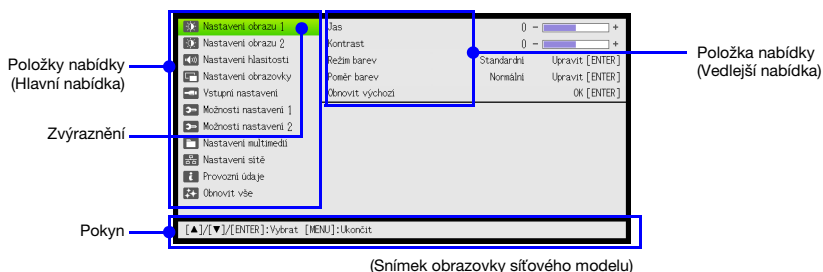 Nastavení obrazu 1
Nastavení obrazu 2
Nastavení hlasitosti
Nastavení obrazovky
Vstupní nastavení
Možnosti nastavení 1
Možnosti nastavení 2
Nastavení multimedií
Nastavení sítě
Provozní údaje
Obnovit vše
Jas 0 − +
Kontrast 0 − +
Režim barev Standardní Upravit [ENTER]
Poměr barev Normální Upravit [ENTER]
Obnovit výchozí OK [ENTER]
[▲]/[▼]/[ENTER]:Vybrat [MENU]:Ukončit
Položky nabídky
(Hlavní nabídka)
Zvýraznění
Pokyn
Položka nabídky
(Vedlejší nabídka)
(Snímek obrazovky síťového modelu)